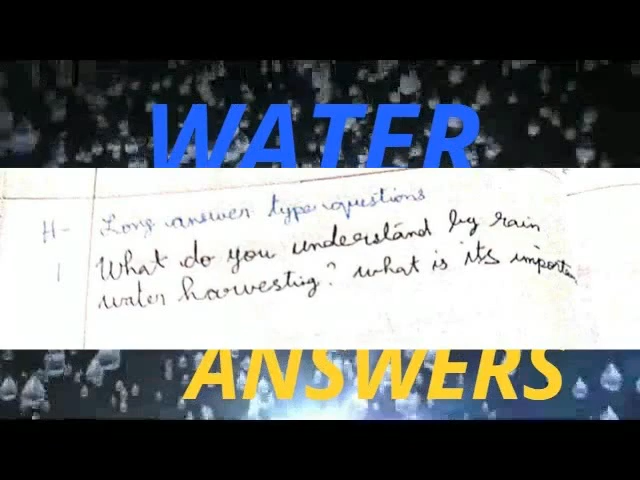 WATER
H- Long answer type questions
1 What do you understand by rain
water harvesting? what is its
ANSWERS